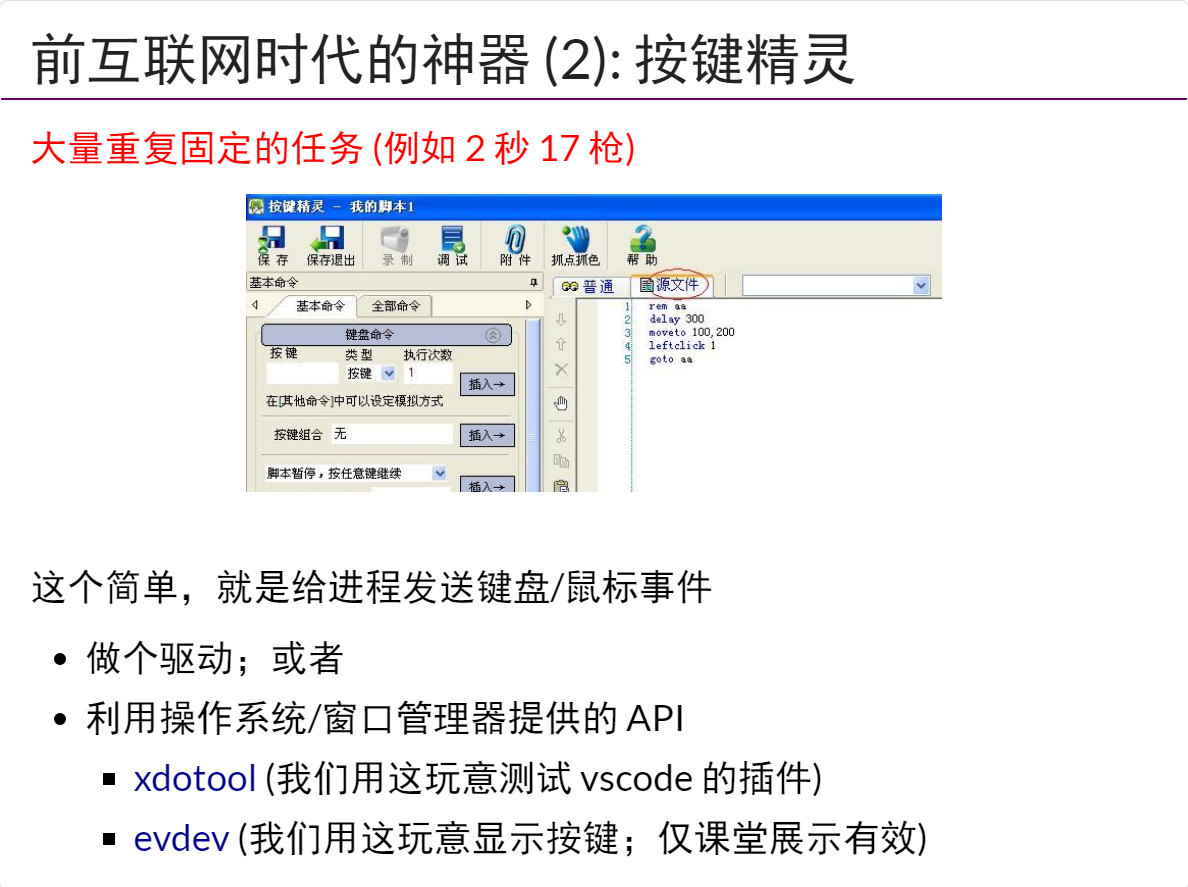 前互联网时代的神器 (2): 按键精灵
大量重复固定的任务 (例如 2 秒 17 枪)
按键精灵 - 我的脚本1
保存 保存退出 录制 调试 附件 抓点抓色 帮助
基本命令
普通 源文件
基本命令 全部命令
键盘命令
按键 类型 执行次数
按键 1
插入→
在[其他命令]中可以设定模拟方式
按键组合 无 插入→
脚本暂停，按任意键继续
插入→
1 rem aa
2 delay 300
3 moveto 100,200
4 leftclick 1
5 goto aa
这个简单，就是给进程发送键盘/鼠标事件
做个驱动；或者
利用操作系统/窗口管理器提供的 API
xdotool (我们用这玩意测试 vscode 的插件)
evdev (我们用这玩意显示按键；仅课堂展示有效)